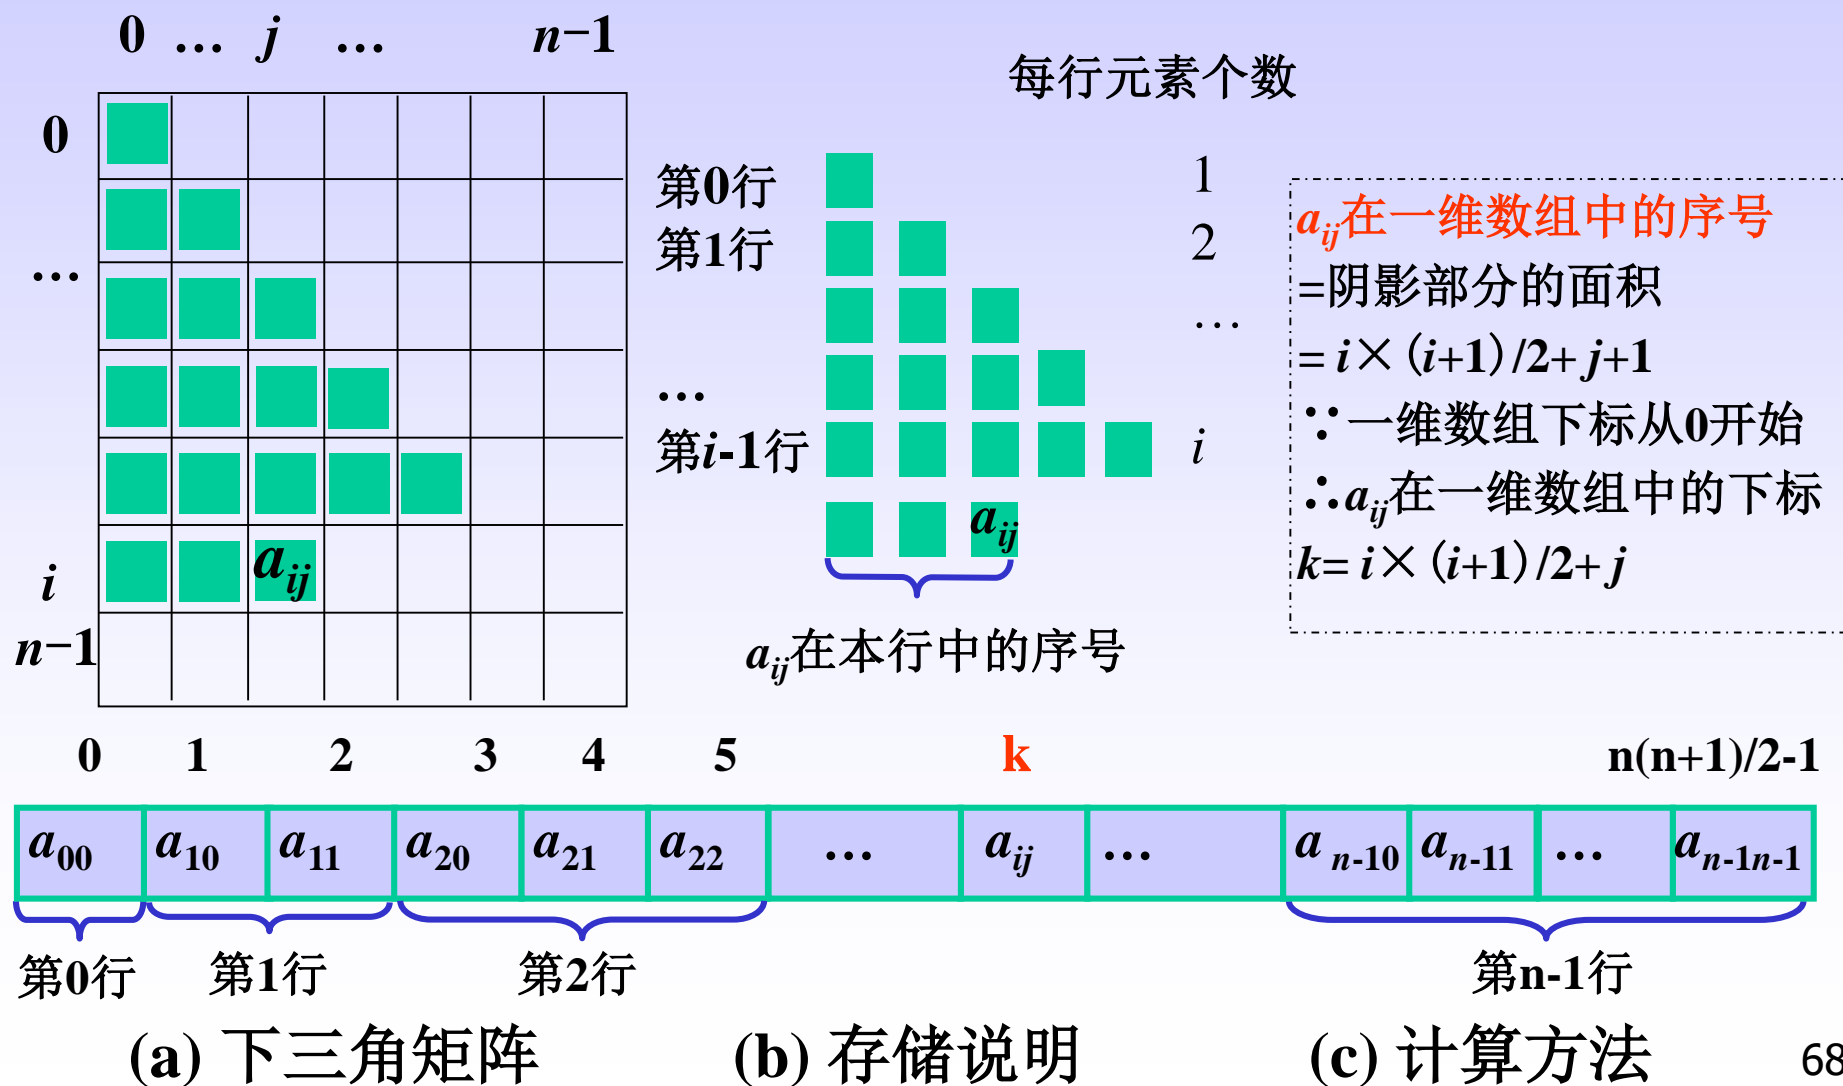 0 … j … n−1
0
…
i
n−1
aij
每行元素个数
第0行 1
第1行 2
…
…
第i-1行 i
aij
aij在本行中的序号
aij在一维数组中的序号
=阴影部分的面积
= i×(i+1)/2+ j+1
∵一维数组下标从0开始
∴aij在一维数组中的下标
k= i×(i+1)/2+ j
0 1 2 3 4 5 k n(n+1)/2-1
a00 a10 a11 a20 a21 a22 … aij … a n-10 an-11 … an-1n-1
第0行 第1行 第2行 第n-1行
(a) 下三角矩阵 (b) 存储说明 (c) 计算方法
68